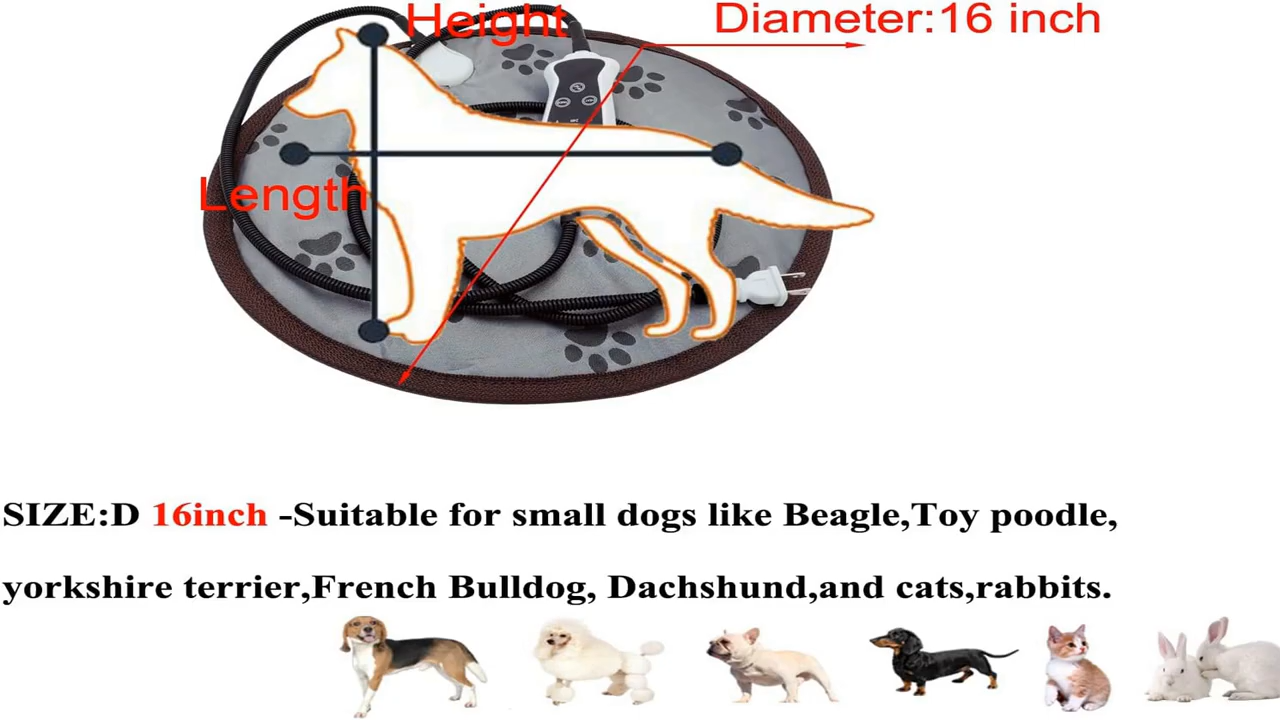 Height
Diameter:16 inch
Length
SIZE:D 16inch -Suitable for small dogs like Beagle,Toy poodle,
yorkshire terrier,French Bulldog, Dachshund,and cats,rabbits.